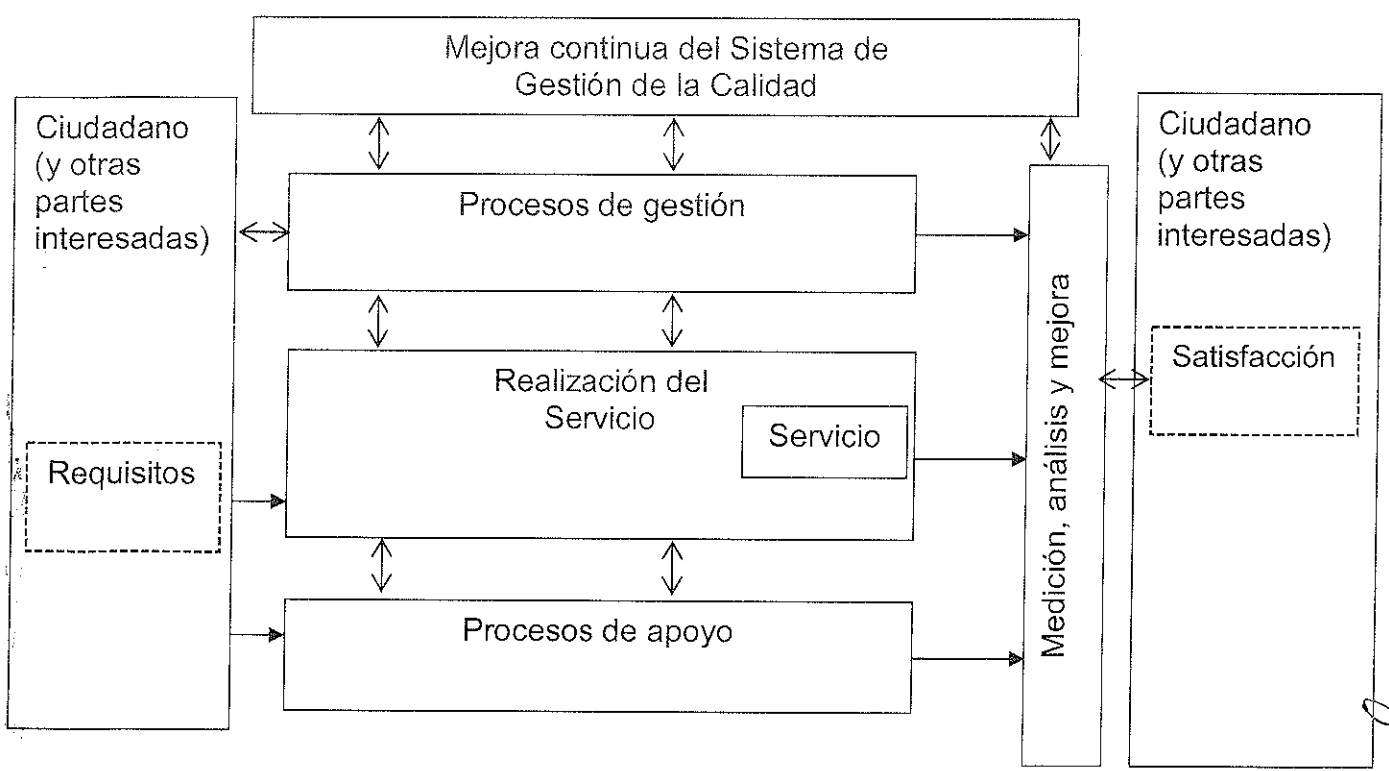 Mejora continua del Sistema de
Gestión de la Calidad
Ciudadano
(y otras
partes
interesadas)
Requisitos
Procesos de gestión
Realización del
Servicio
Servicio
Procesos de apoyo
Medición, análisis y mejora
Ciudadano
(y otras
partes
interesadas)
Satisfacción